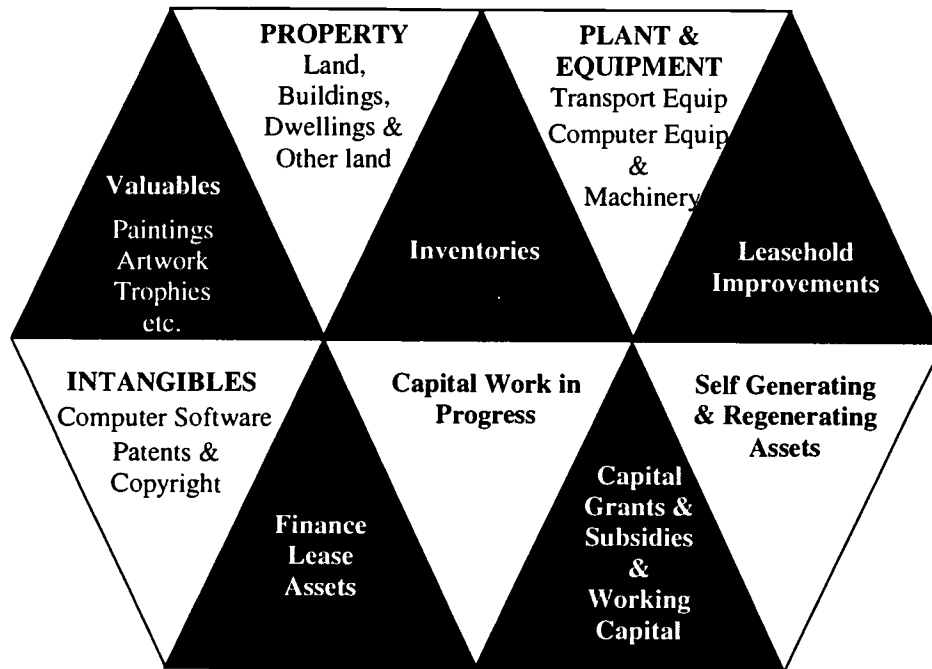 PROPERTY
Land,
Buildings,
Dwellings &
Other land
PLANT &
EQUIPMENT
Transport Equip
Computer Equip
&
Machinery
Valuables
Paintings
Artwork
Trophies
etc.
Inventories
Leasehold
Improvements
INTANGIBLES
Computer Software
Patents &
Copyright
Finance
Lease
Assets
Capital Work in
Progress
Capital
Grants &
Subsidies
&
Working
Capital
Self Generating
& Regenerating
Assets